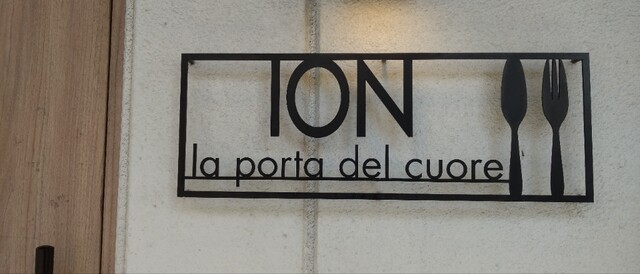 ION
la porta del cuore